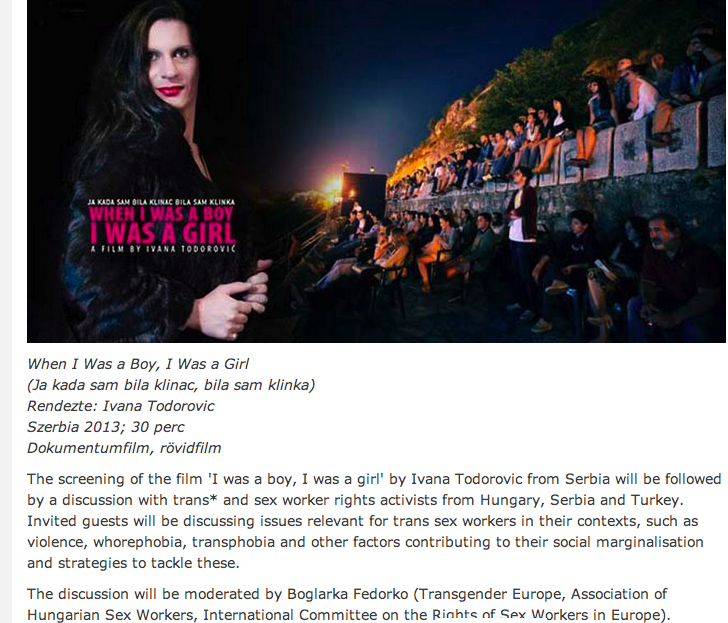 JA KADA SAM BILA KLINAC BILA SAM KLINKA
WHEN I WAS A BOY
I WAS A GIRL
A FILM BY IVANA TODOROVIĆ
When I Was a Boy, I Was a Girl
(Ja kada sam bila klinac, bila sam klinka)
Rendezte: Ivana Todorovic
Szerbia 2013; 30 perc
Dokumentumfilm, rövidfilm
The screening of the film 'I was a boy, I was a girl' by Ivana Todorovic from Serbia will be followed
by a discussion with trans* and sex worker rights activists from Hungary, Serbia and Turkey.
Invited guests will be discussing issues relevant for trans sex workers in their contexts, such as
violence, whorephobia, transphobia and other factors contributing to their social marginalisation
and strategies to tackle these.
The discussion will be moderated by Boglarka Fedorko (Transgender Europe, Association of
Hungarian Sex Workers, International Committee on the Rights of Sex Workers in Europe).